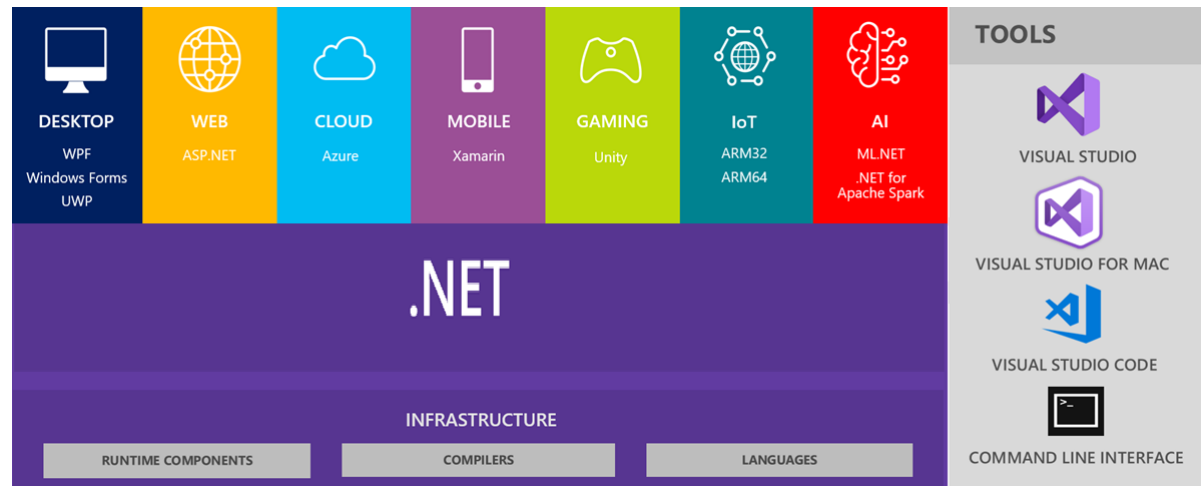 DESKTOP
WPF
Windows Forms
UWP
WEB
ASP.NET
CLOUD
Azure
MOBILE
Xamarin
GAMING
Unity
IoT
ARM32
ARM64
AI
ML.NET
.NET for
Apache Spark
.NET
INFRASTRUCTURE
RUNTIME COMPONENTS
COMPILERS
LANGUAGES
TOOLS
VISUAL STUDIO
VISUAL STUDIO FOR MAC
VISUAL STUDIO CODE
>_
COMMAND LINE INTERFACE